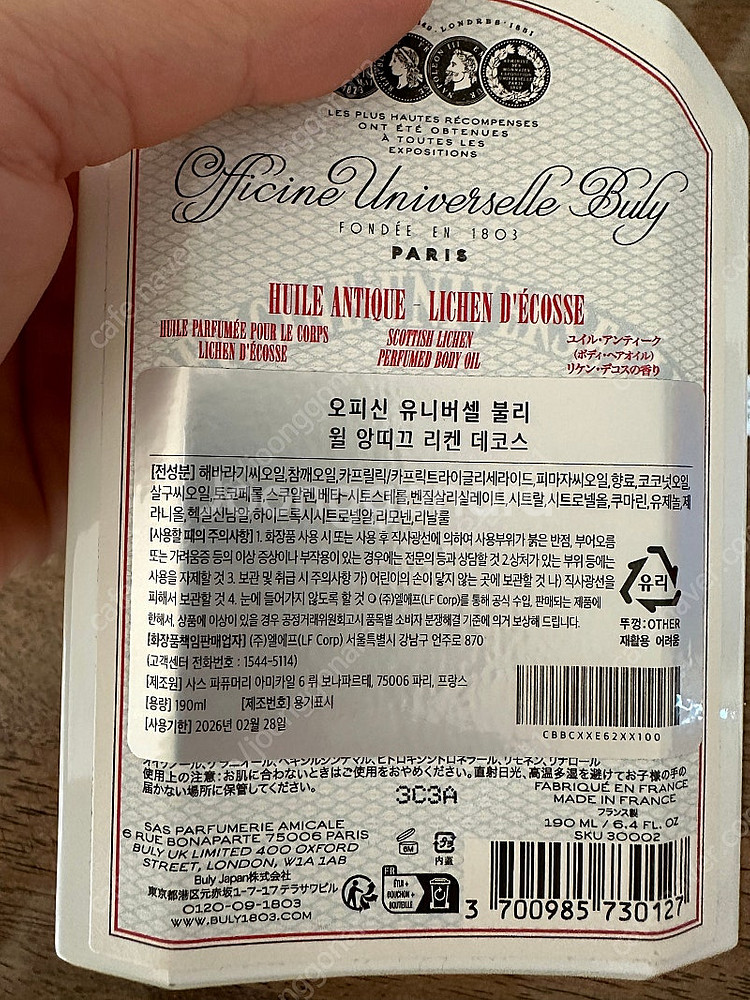 LONDRES·1881
LES PLUS HAUTES RÉCOMPENSES
ONT ÉTÉ OBTENUES
À TOUTES LES
EXPOSITIONS
Officine Universelle Buly
FONDÉE EN 1803
PARIS
HUILE ANTIQUE - LICHEN D'ÉCOSSE
HUILE PARFUMÉE POUR LE CORPS
LICHEN D'ÉCOSSE
SCOTTISH LICHEN
PERFUMED BODY OIL
ユイル・アンティーク
(ボディ・ヘアオイル)
リケン・デコスの香り
오피신 유니버셀 불리
윌 앙띠끄 리켄 데코스
[전성분] 해바라기씨오일,참깨오일,카프릴릭/카프릭트라이글리세라이드,피마자씨오일,향료,코코넛오일,
살구씨오일,토코페롤,스쿠알렌,베타-시토스테롤,벤질살리실레이트,시트랄,시트로넬올,쿠마린,유제놀,제
라니올,헥실신남알,하이드록시시트로넬알,리모넨,리날룰
[사용할 때의 주의사항] 1. 화장품 사용 시 또는 사용 후 직사광선에 의하여 사용부위가 붉은 반점, 부어오름
또는 가려움증 등의 이상 증상이나 부작용이 있는 경우에는 전문의 등과 상담할 것 2.상처가 있는 부위 등에는
사용을 자제할 것 3. 보관 및 취급 시 주의사항 가) 어린이의 손이 닿지 않는 곳에 보관할 것 나) 직사광선을
피해서 보관할 것 4. 눈에 들어가지 않도록 할 것 ○ (주)엘에프(LF Corp)를 통해 공식 수입, 판매되는 제품에
한해서, 상품에 이상이 있을 경우 공정거래위원회고시 품목별 소비자 분쟁해결 기준에 의거 보상해 드립니다.
유리
뚜껑:OTHER
재활용 어려움
[화장품책임판매업자] (주)엘에프(LF Corp) 서울특별시 강남구 언주로 870
(고객센터 전화번호 : 1544-5114)
[제조원] 사스 퍼퓨머리 아미카일 6 뤼 보나파르테, 75006 파리, 프랑스
[용량] 190ml [제조번호] 용기표시
[사용기한] 2026년 02월 28일
CBBCXXE62XX100
使用上の注意:お肌に合わないときはご使用をおやめください。直射日光、高温多湿を避けてお子様の手の
届かない場所に保管してください。
3C3A
FABRIQUÉ EN FRANCE
MADE IN FRANCE
フランス製
190 ML / 6.4 FL. OZ
SKU 30002
SAS PARFUMERIE AMICALE
6 RUE BONAPARTE 75006 PARIS
BULY UK LIMITED 400 OXFORD
STREET, LONDON, W1A 1AB
Buly Japan株式会社
東京都港区元赤坂1-7-17テラサワビル
0120-09-1803
WWW.BULY1803.COM
6M
プラ
内蓋
FR
ÉTUI +
BOUCHON +
BOUTEILLE
3 700985 730127